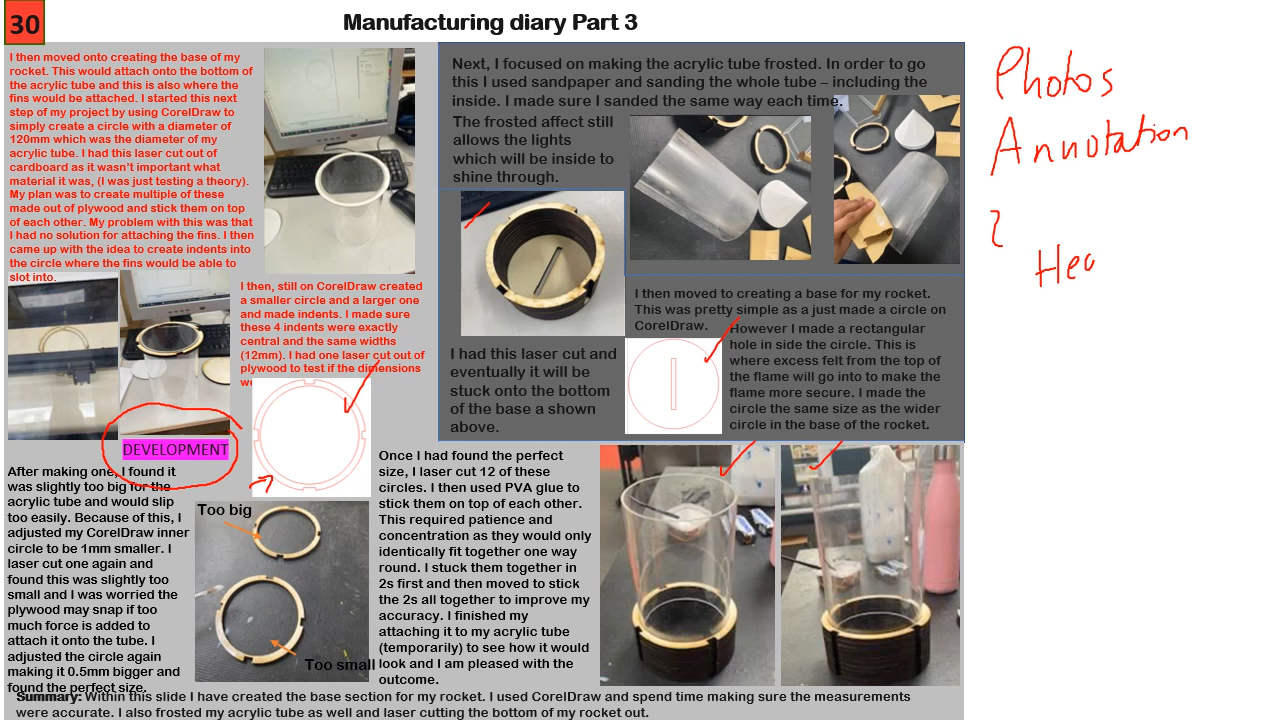 30
Manufacturing diary Part 3
I then moved onto creating the base of my
rocket. This would attach onto the bottom of
the acrylic tube and this is also where the
fins would be attached. I started this next
step of my project by using CorelDraw to
simply create a circle with a diameter of
120mm which was the diameter of my
acrylic tube. I had this laser cut out of
cardboard as it wasn't important what
material it was, (I was just testing a theory).
My plan was to create multiple of these
made out of plywood and stick them on top
of each other. My problem with this was that
I had no solution for attaching the fins. I then
came up with the idea to create indents into
the circle where the fins would be able to
slot into.
I then, still on CorelDraw created
a smaller circle and a larger one
and made indents. I made sure
these 4 indents were exactly
central and the same widths
(12mm). I had one laser cut out of
plywood to test if the dimensions
DEVELOPMENT
After making one, I found it
was slightly too big for the
acrylic tube and would slip
too easily. Because of this, I
adjusted my CorelDraw inner
circle to be 1mm smaller. I
laser cut one again and
found this was slightly too
small and I was worried the
plywood may snap if too
much force is added to
attach it onto the tube. I
adjusted the circle again
making it 0.5mm bigger and
found the perfect size.
Too big
Too small
Once I had found the perfect
size, I laser cut 12 of these
circles. I then used PVA glue to
stick them on top of each other.
This required patience and
concentration as they would only
identically fit together one way
round. I stuck them together in
2s first and then moved to stick
the 2s all together to improve my
accuracy. I finished my
attaching it to my acrylic tube
(temporarily) to see how it would
look and I am pleased with the
outcome.
Next, I focused on making the acrylic tube frosted. In order to go
this I used sandpaper and sanding the whole tube – including the
inside. I made sure I sanded the same way each time.
The frosted affect still
allows the lights
which will be inside to
shine through.
I then moved to creating a base for my rocket.
This was pretty simple as a just made a circle on
CorelDraw.
However I made a rectangular
hole in side the circle. This is
where excess felt from the top of
the flame will go into to make the
flame more secure. I made the
circle the same size as the wider
circle in the base of the rocket.
I had this laser cut and
eventually it will be
stuck onto the bottom
of the base a shown
above.
Summary: Within this slide I have created the base section for my rocket. I used CorelDraw and spend time making sure the measurements
were accurate. I also frosted my acrylic tube as well and laser cutting the bottom of my rocket out.
Photos
Annotation
Hea